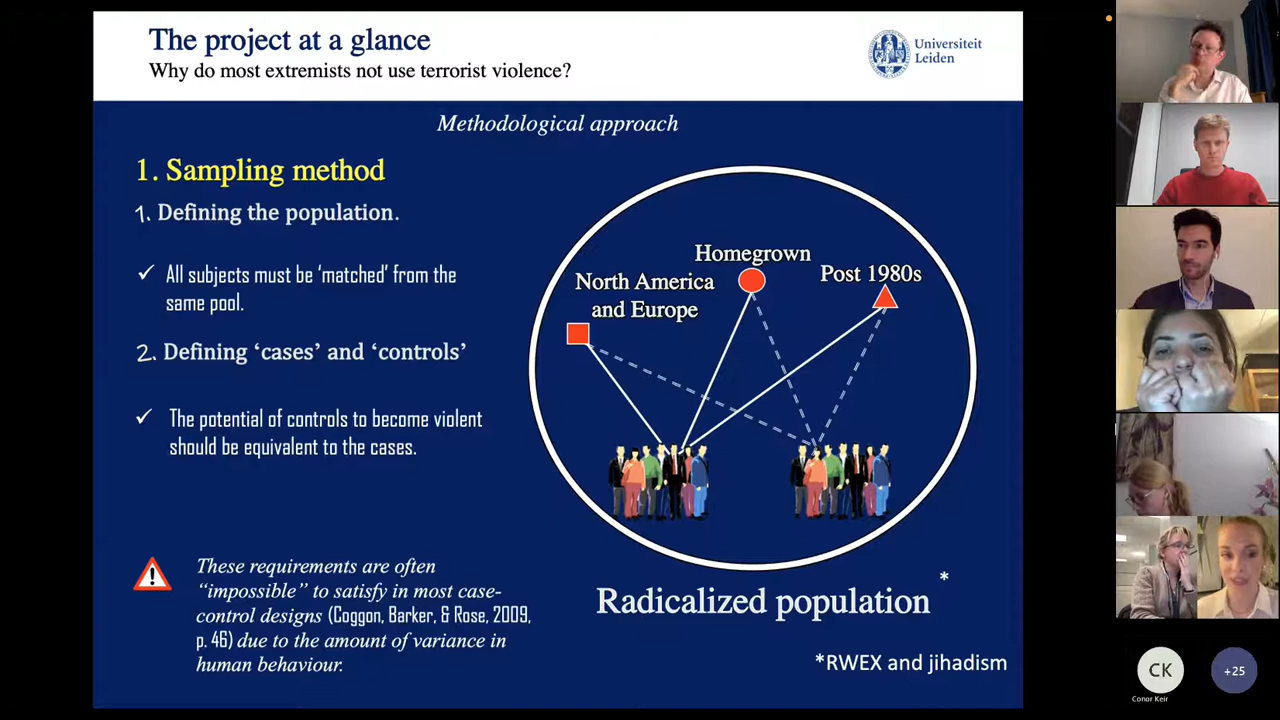 The project at a glance
Why do most extremists not use terrorist violence?
Universiteit
Leiden
Methodological approach
1. Sampling method
1. Defining the population.
✓ All subjects must be ‘matched’ from the
same pool.
2. Defining ‘cases’ and ‘controls’
✓ The potential of controls to become violent
should be equivalent to the cases.
These requirements are often
“impossible” to satisfy in most case-
control designs (Coggon, Barker, & Rose, 2009,
p. 46) due to the amount of variance in
human behaviour.
Homegrown
North America
and Europe
Post 1980s
Radicalized population *
*RWEX and jihadism
CK
Conor Keir
+25